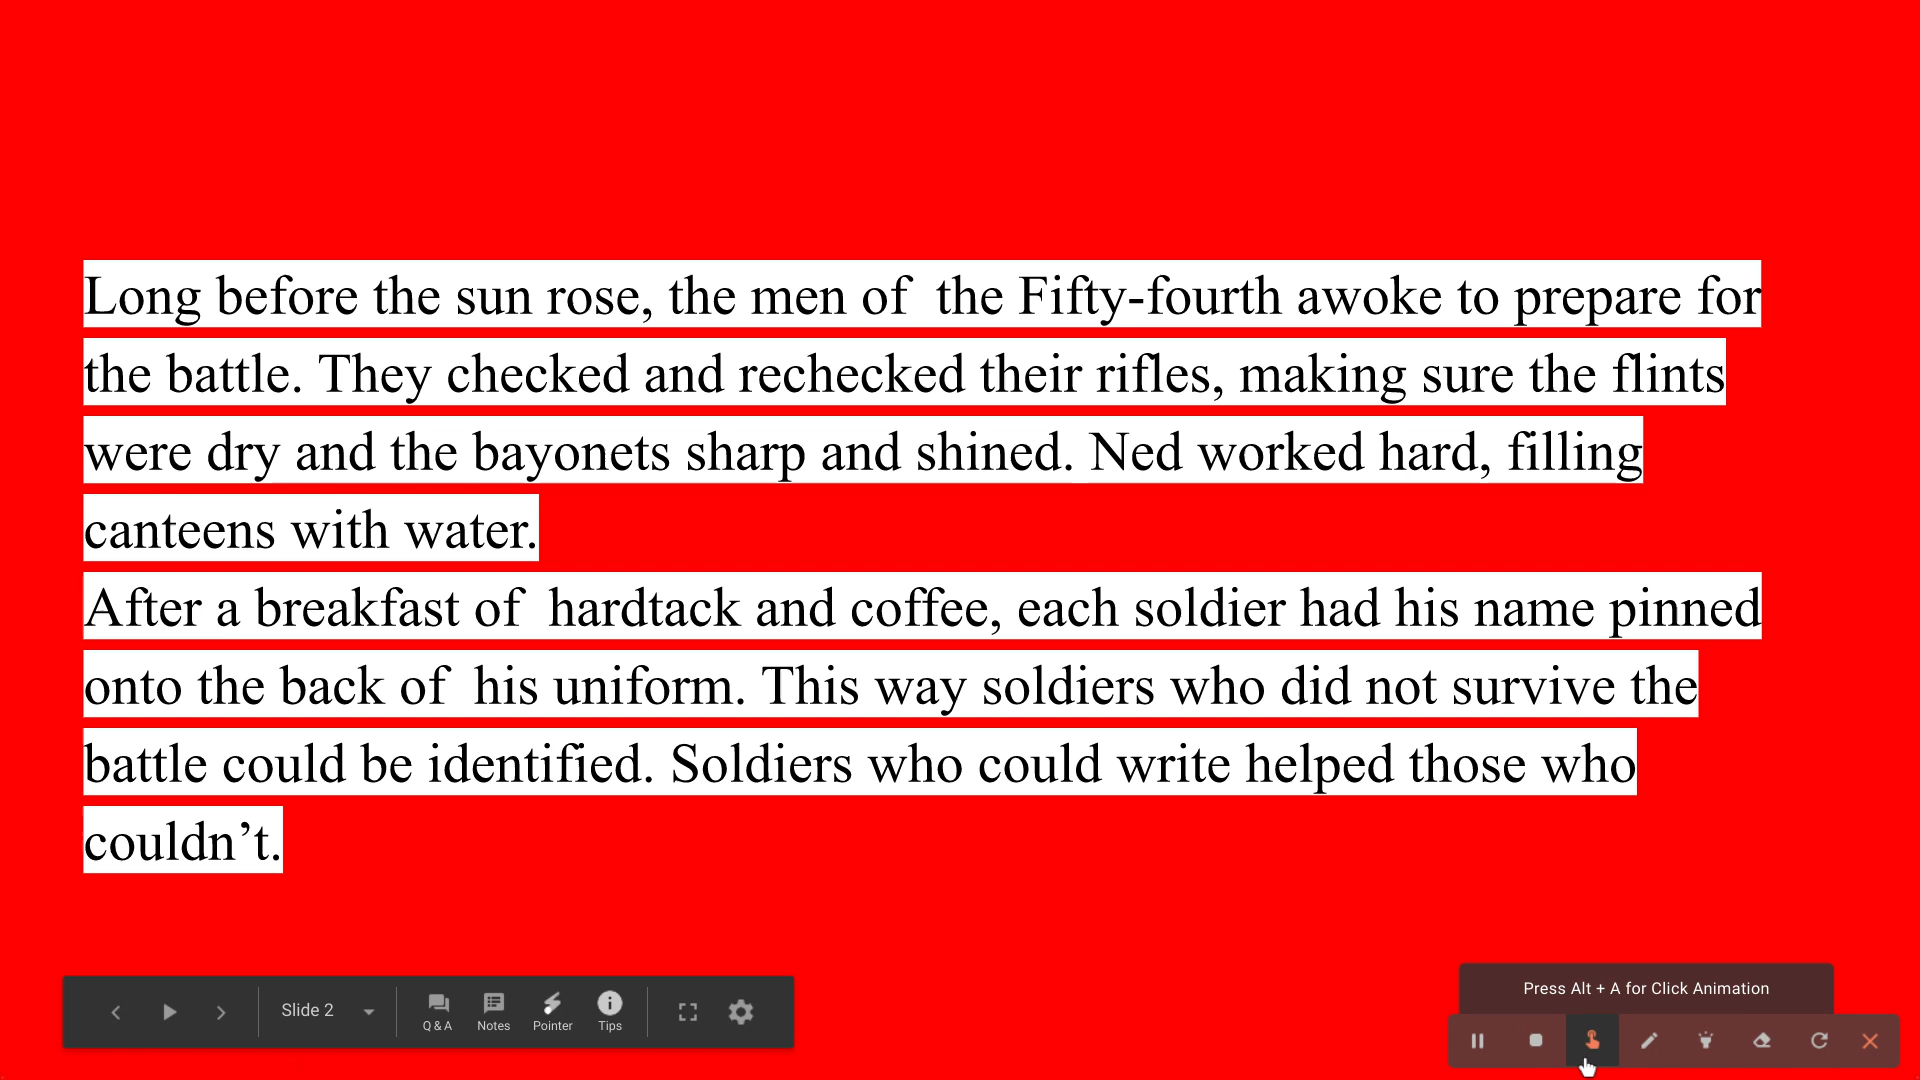 Long before the sun rose, the men of  the Fifty-fourth awoke to prepare for
the battle. They checked and rechecked their rifles, making sure the flints
were dry and the bayonets sharp and shined. Ned worked hard, filling
canteens with water.
After a breakfast of  hardtack and coffee, each soldier had his name pinned
onto the back of  his uniform. This way soldiers who did not survive the
battle could be identified. Soldiers who could write helped those who
couldn’t.
Press Alt + A for Click Animation
Slide 2
Q & A Notes Pointer Tips